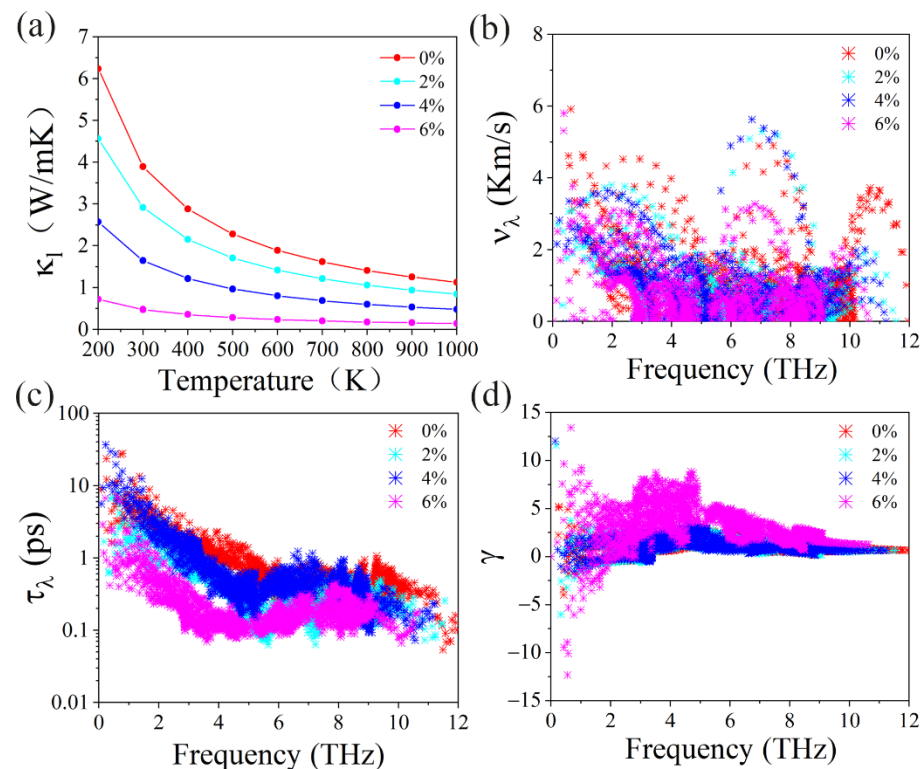 (a)
κl (W/mK)
7
6
5
4
3
2
1
0
0%
2%
4%
6%
200 300 400 500 600 700 800 900 1000
Temperature (K)
(b)
νλ (Km/s)
8
6
4
2
0
0%
2%
4%
6%
0 2 4 6 8 10 12
Frequency (THz)
(c)
τλ (ps)
100
10
1
0.1
0.01
0%
2%
4%
6%
0 2 4 6 8 10 12
Frequency (THz)
(d)
γ
15
10
5
0
−5
−10
−15
0%
2%
4%
6%
0 2 4 6 8 10 12
Frequency (THz)